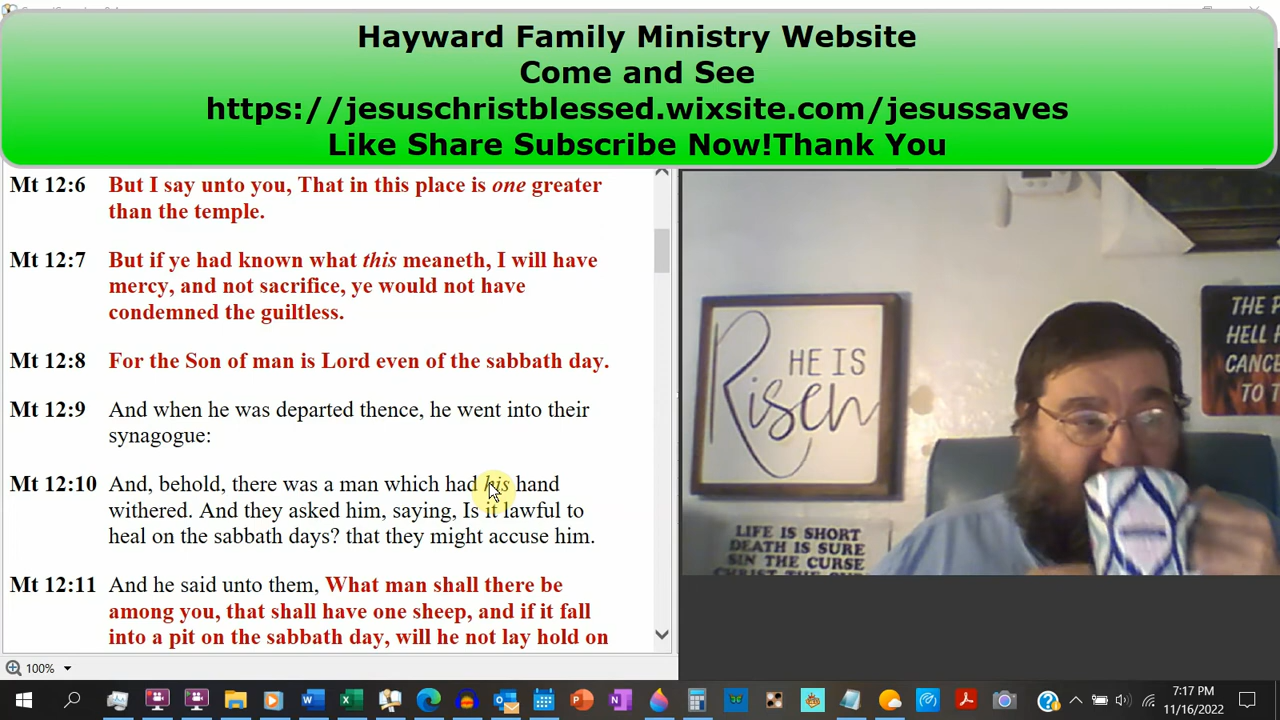 Hayward Family Ministry Website
Come and See
https://jesuschristblessed.wixsite.com/jesussaves
Like Share Subscribe Now!Thank You
Mt 12:6 But I say unto you, That in this place is one greater
than the temple.
Mt 12:7 But if ye had known what this meaneth, I will have
mercy, and not sacrifice, ye would not have
condemned the guiltless.
Mt 12:8 For the Son of man is Lord even of the sabbath day.
Mt 12:9 And when he was departed thence, he went into their
synagogue:
Mt 12:10 And, behold, there was a man which had his hand
withered. And they asked him, saying, Is it lawful to
heal on the sabbath days? that they might accuse him.
Mt 12:11 And he said unto them, What man shall there be
among you, that shall have one sheep, and if it fall
into a pit on the sabbath day, will he not lay hold on
100%
HE IS
Risen
THE
HELL
TO
LIFE IS SHORT
DEATH IS SURE
SIN THE CURSE
7:17 PM
11/16/2022